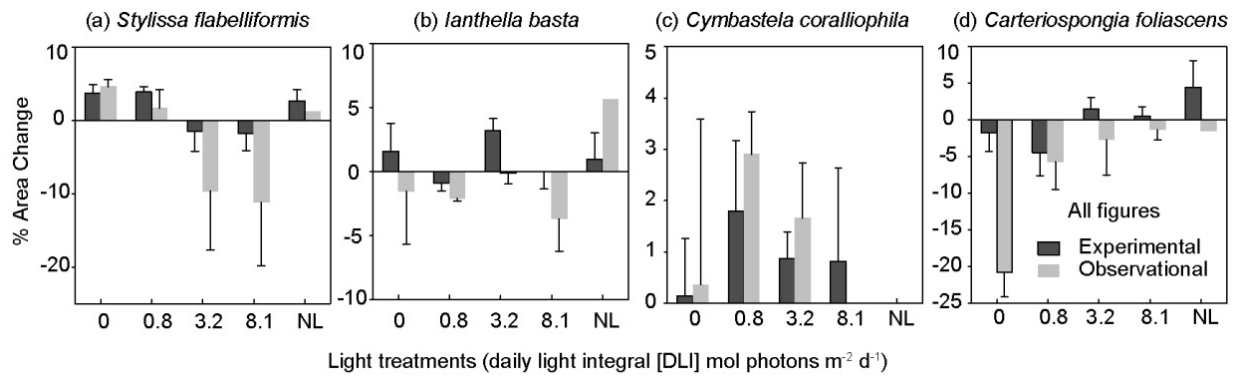 (a) Stylissa flabelliformis
(b) Ianthella basta
(c) Cymbastela coralliophila
(d) Carteriospongia foliascens
% Area Change
10
0
-10
-20
0 0.8 3.2 8.1 NL
10
5
0
-5
-10
0 0.8 3.2 8.1 NL
5
4
3
2
1
0
0 0.8 3.2 8.1 NL
10
5
0
-5
-10
-15
-20
-25
0 0.8 3.2 8.1 NL
All figures
Experimental
Observational
Light treatments (daily light integral [DLI] mol photons m⁻² d⁻¹)